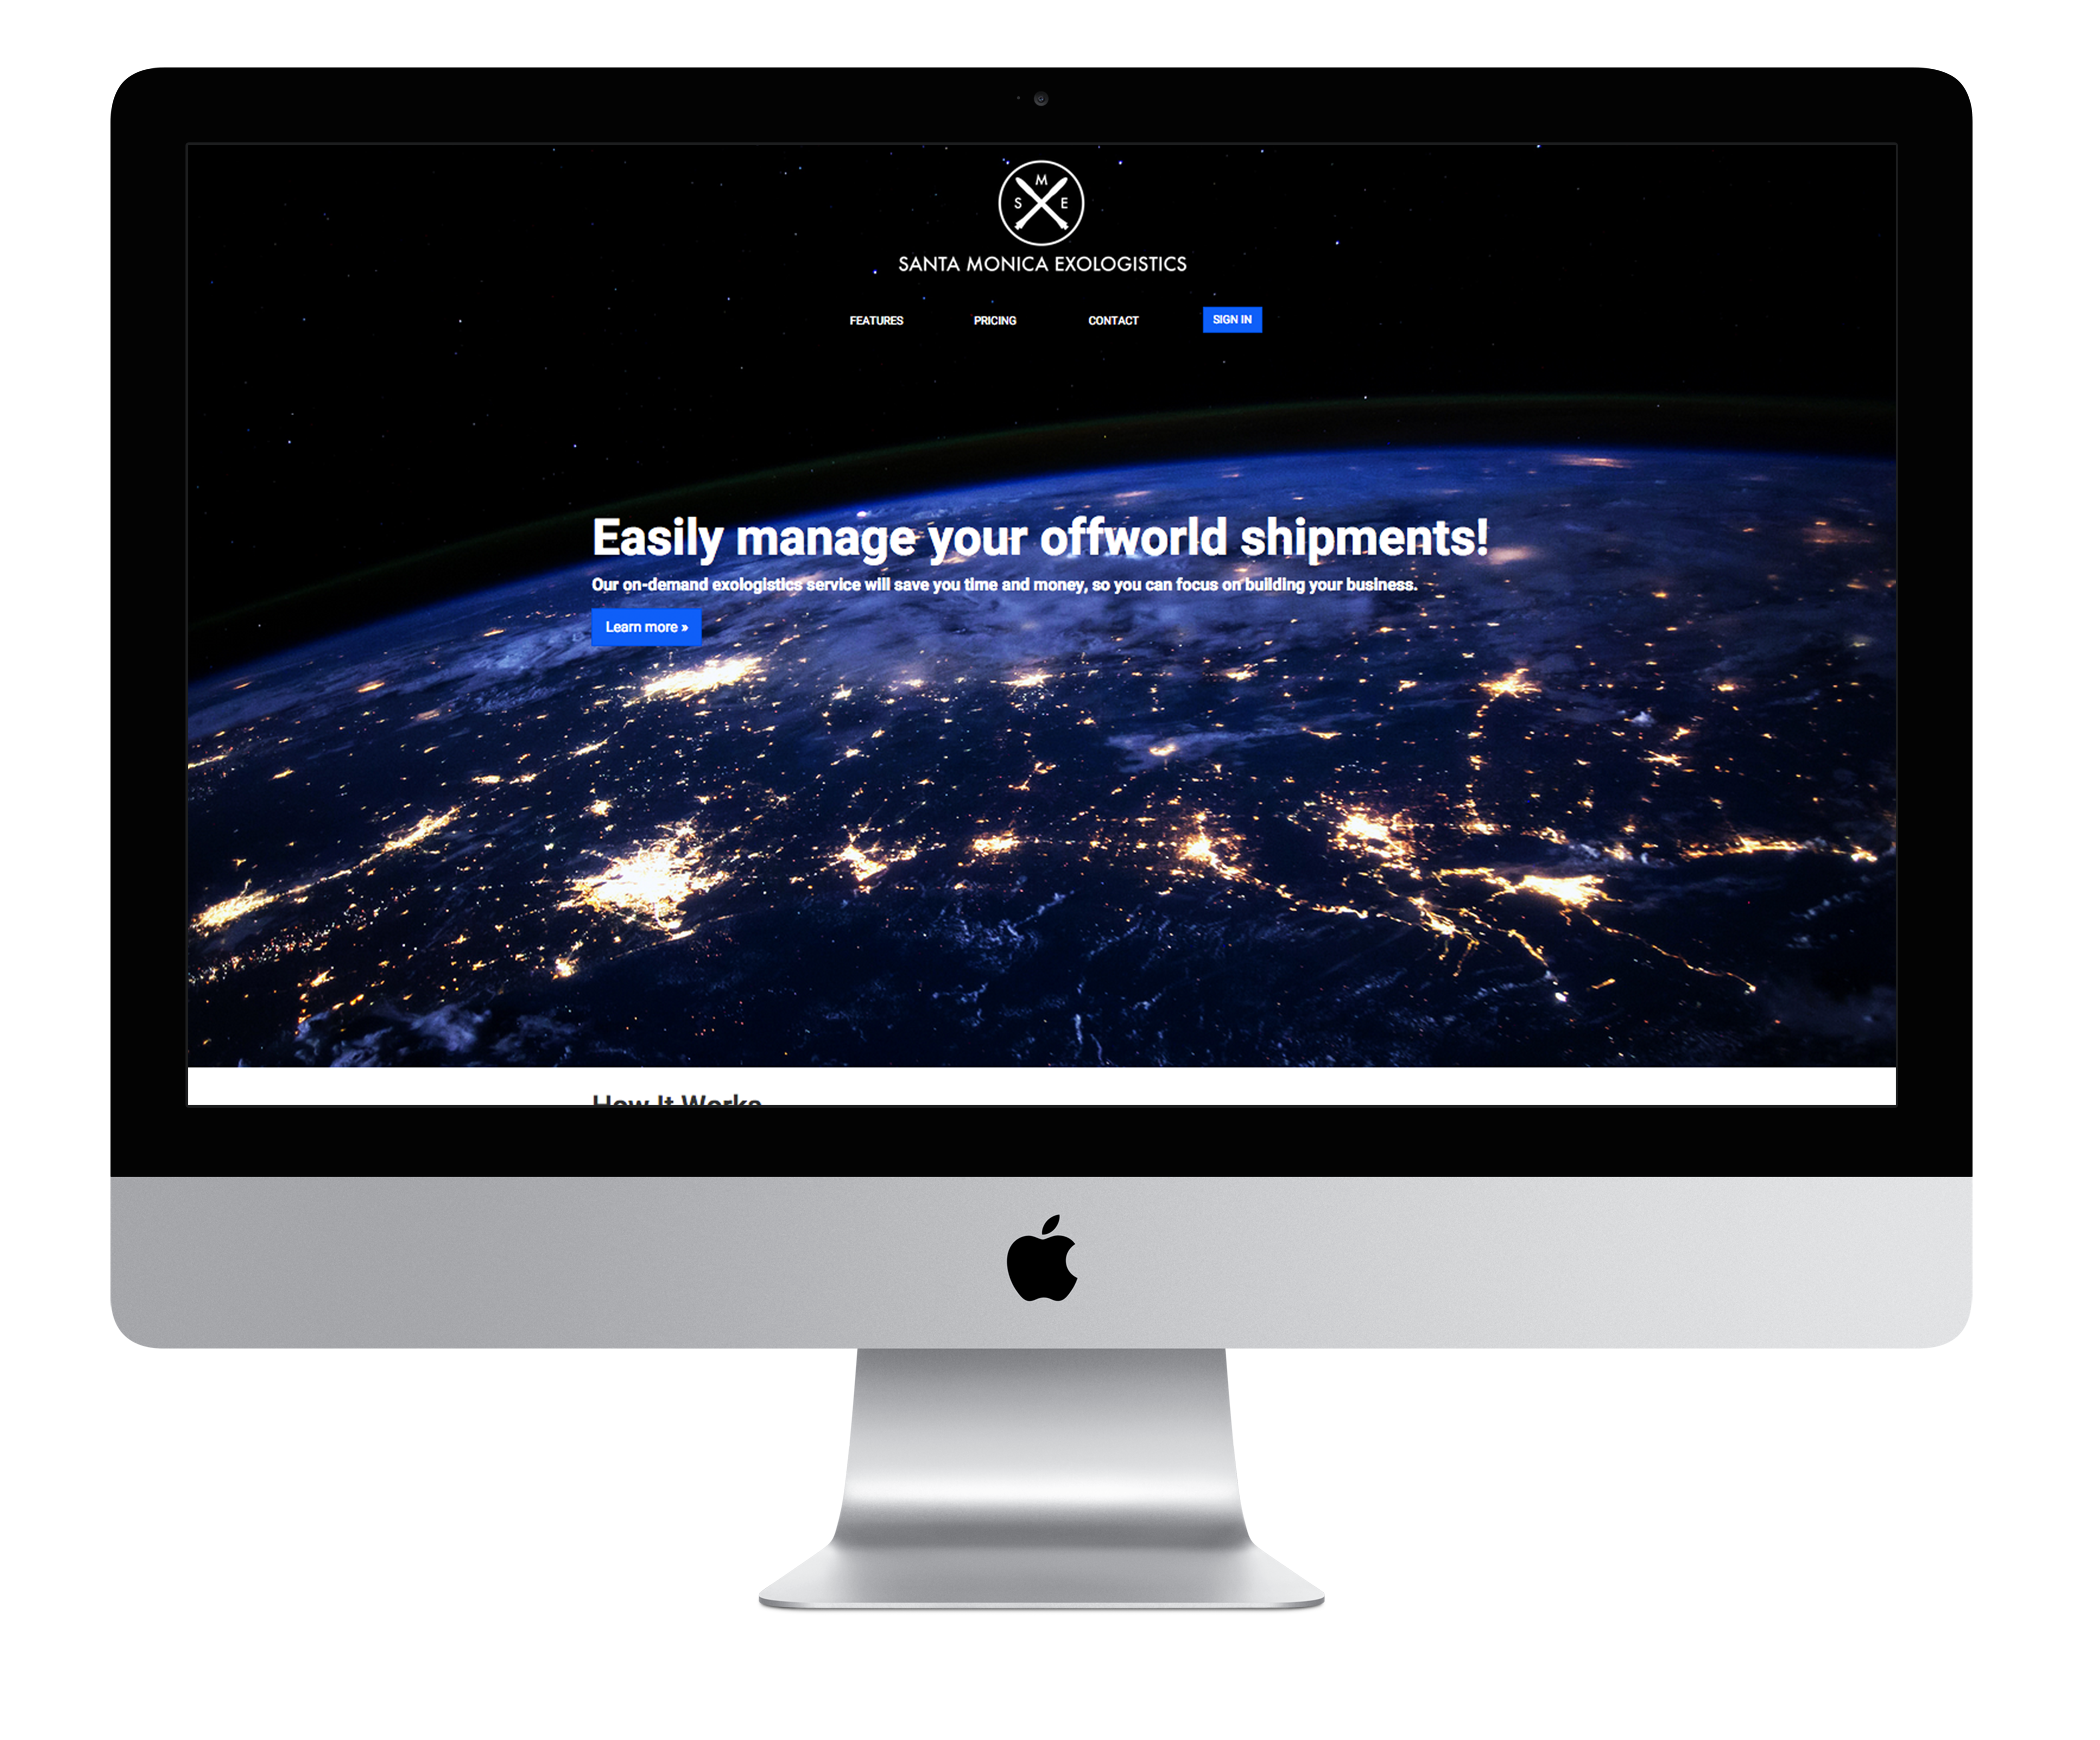 M
S E
SANTA MONICA EXOLOGISTICS
FEATURES PRICING CONTACT SIGN IN
Easily manage your offworld shipments!
Our on-demand exologistics service will save you time and money, so you can focus on building your business.
Learn more »
How It Works